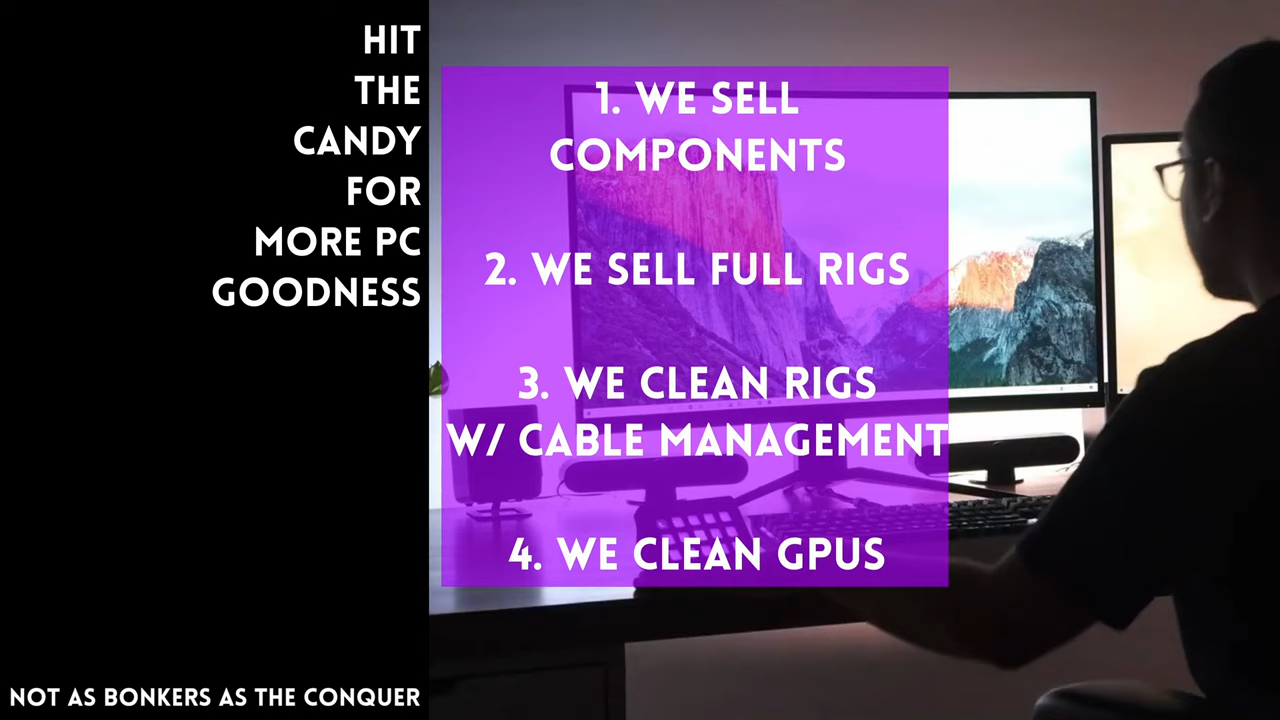 HIT
THE
CANDY
FOR
MORE PC
GOODNESS
1. WE SELL
COMPONENTS
2. WE SELL FULL RIGS
3. WE CLEAN RIGS
W/ CABLE MANAGEMENT
4. WE CLEAN GPUS
NOT AS BONKERS AS THE CONQUER